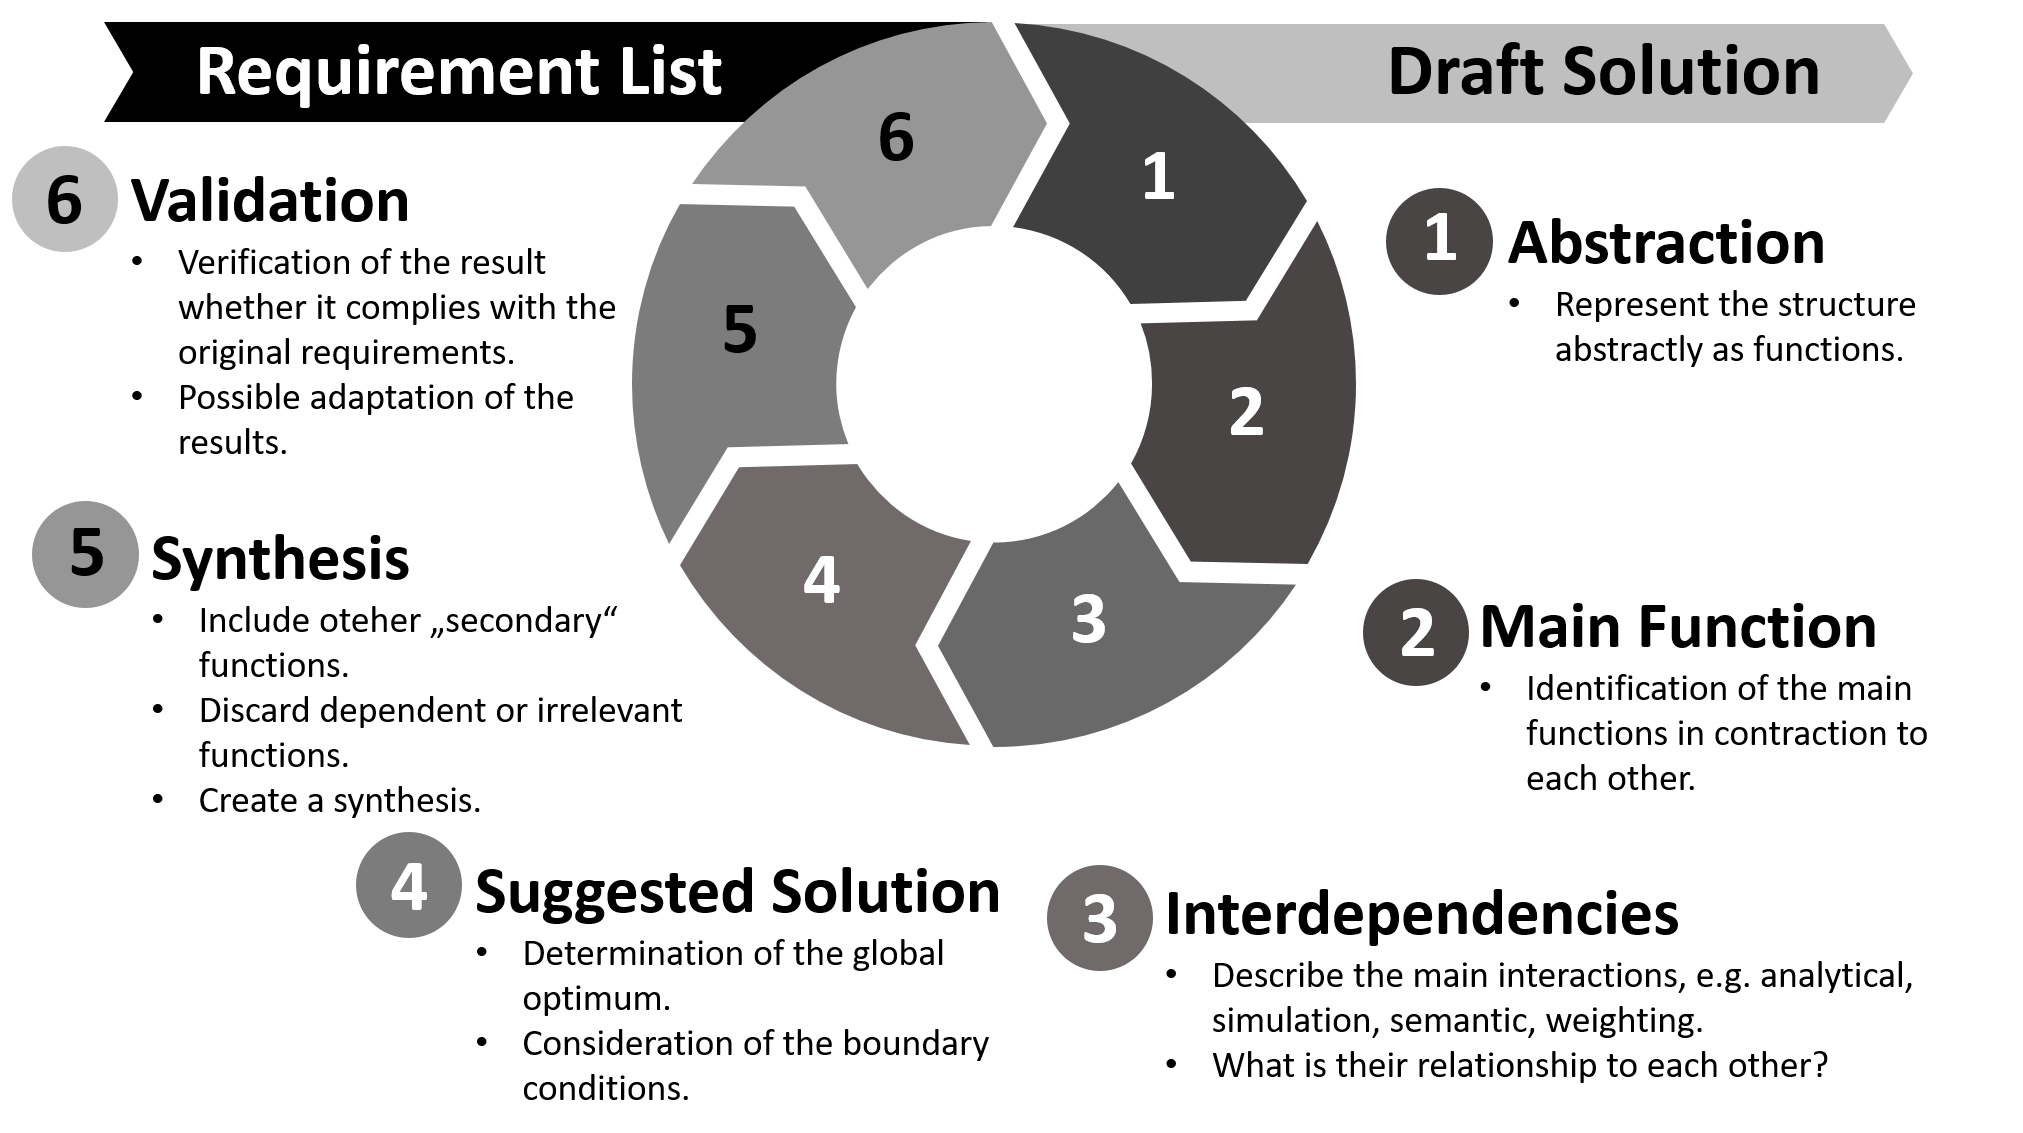 Requirement List
Draft Solution
6
1
2
3
4
5
1
Abstraction
• Represent the structure
abstractly as functions.
2
Main Function
• Identification of the main
functions in contraction to
each other.
3
Interdependencies
• Describe the main interactions, e.g. analytical,
simulation, semantic, weighting.
• What is their relationship to each other?
4
Suggested Solution
• Determination of the global
optimum.
• Consideration of the boundary
conditions.
5
Synthesis
• Include oteher „secondary“
functions.
• Discard dependent or irrelevant
functions.
• Create a synthesis.
6
Validation
• Verification of the result
whether it complies with the
original requirements.
• Possible adaptation of the
results.